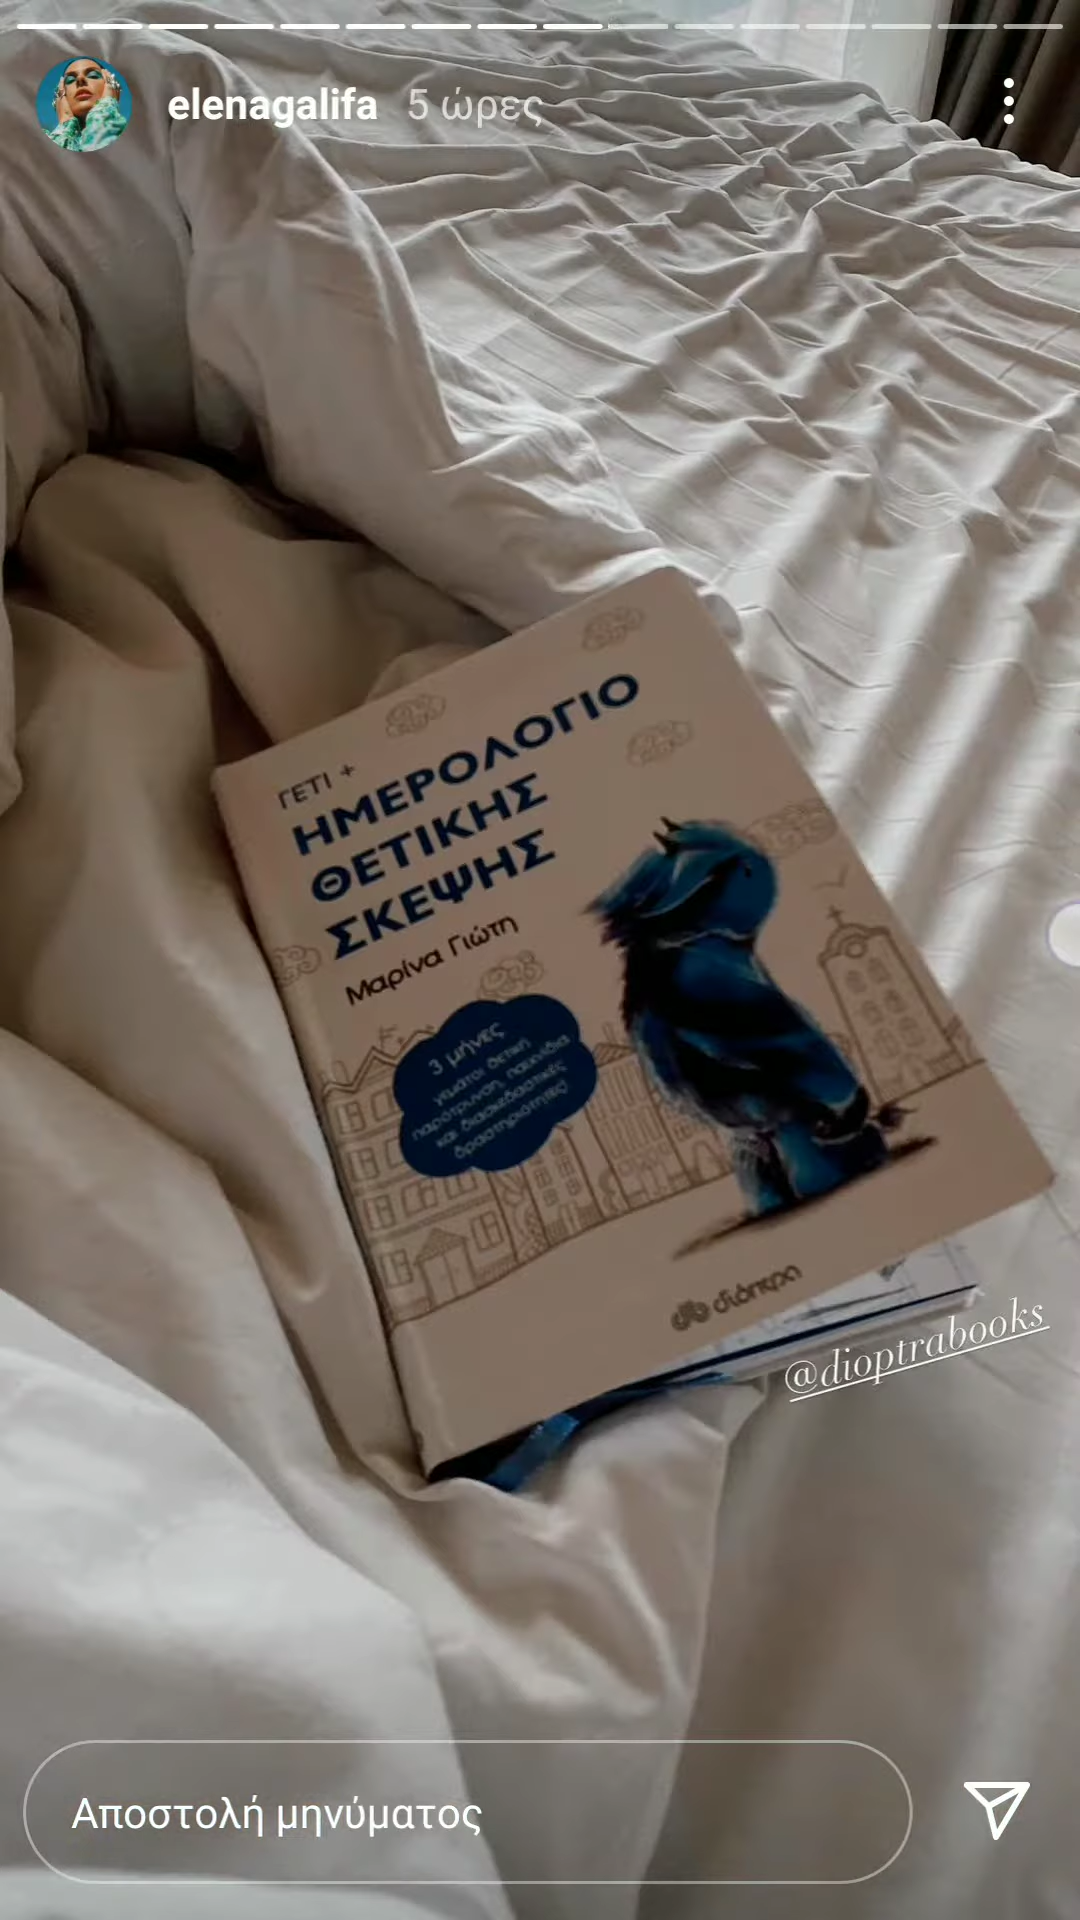 elenagalifa 5 ώρες
ΓΕΤΙ +
ΗΜΕΡΟΛΟΓΙΟ
ΘΕΤΙΚΗΣ
ΣΚΕΨΗΣ
Μαρίνα Γιώτη
3 μήνες
γεμάτοι θετική
παρότρυνση, παιχνίδια
και διασκεδαστικές
δραστηριότητες!
διόπτρα
@dioptrabooks
Αποστολή μηνύματος